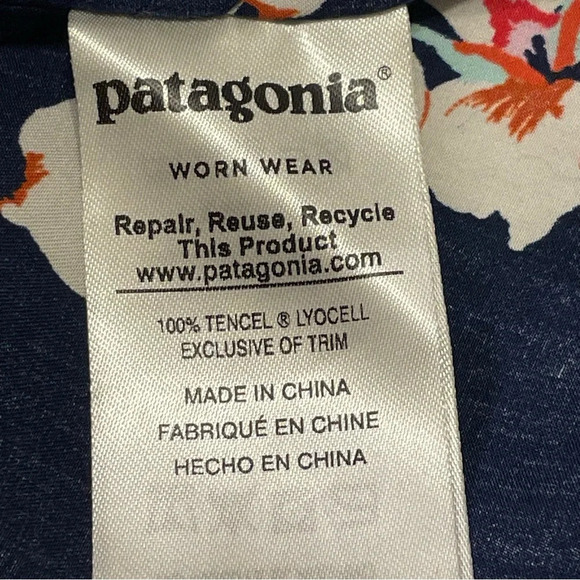 patagonia®
WORN WEAR
Repair, Reuse, Recycle
This Product
www.patagonia.com
100% TENCEL ® LYOCELL
EXCLUSIVE OF TRIM
MADE IN CHINA
FABRIQUÉ EN CHINE
HECHO EN CHINA